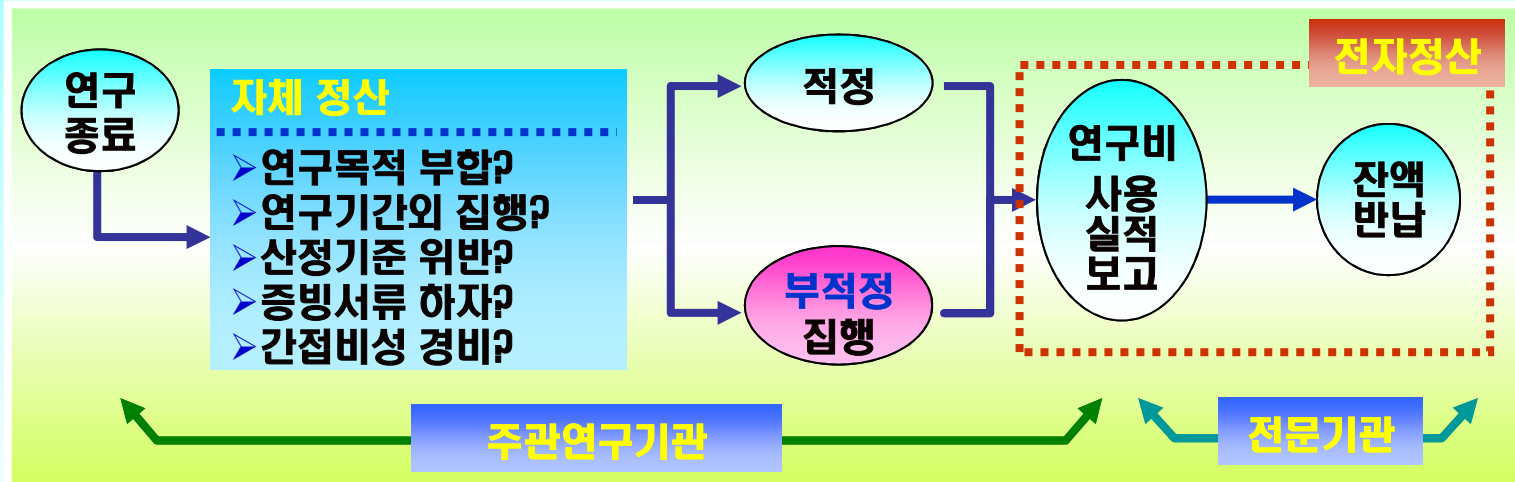 연구
종료
자체 정산
➢연구목적 부합?
➢연구기간외 집행?
➢산정기준 위반?
➢증빙서류 하자?
➢간접비성 경비?
적정
부적정
집행
전자정산
연구비
사용
실적
보고
잔액
반납
주관연구기관
전문기관